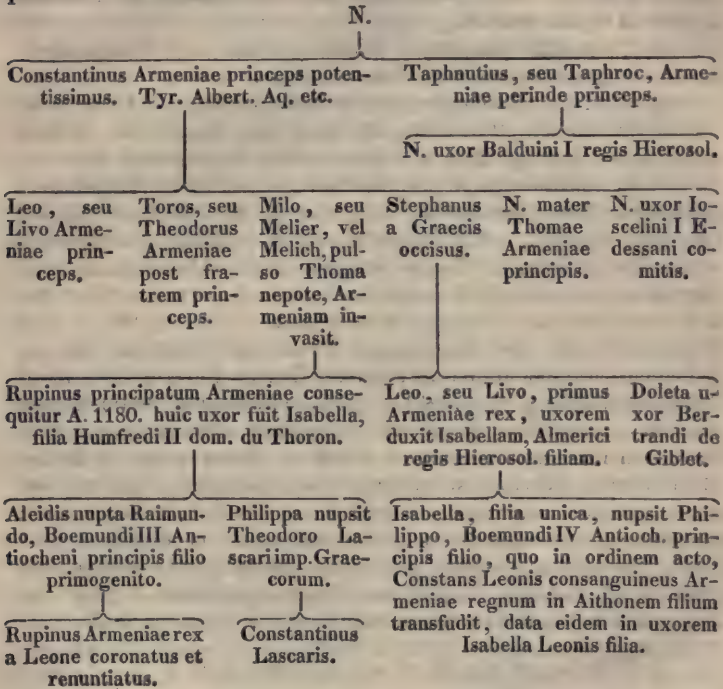 N.
Constantinus Armeniae princeps poten-
tissimus. Tyr. Albert. Aq. etc.
Taphnutius, seu Taphroc, Arme-
niae perinde princeps.
N. uxor Balduini I regis Hierosol.
Leo, seu
Livo Arme-
niae prin-
ceps.
Toros, seu
Theodorus
Armeniae
post fra-
trem prin-
ceps.
Milo, seu
Melier, vel
Melich, pul-
so Thoma
nepote, Ar-
meniam in-
vasit.
Stephanus
a Graecis
occisus.
N. mater
Thomae
Armeniae
principis.
N. uxor Io-
scelini I E-
dessani co-
mitis.
Rupinus principatum Armeniae conse-
quitur A. 1180. huic uxor fuit Isabella,
filia Humfredi II dom. du Thoron.
Leo, seu Livo, primus
Armeniae rex, uxorem
duxit Isabellam, Almerici
regis Hierosol. filiam.
Doleta u-
xor Ber-
trandi de
Giblet.
Aleidis nupta Raimun-
do, Boemundi III An-
tiocheni principis filio
primogenito.
Philippa nupsit
Theodoro La-
scari imp. Grae-
corum.
Isabella, filia unica, nupsit Phi-
lippo, Boemundi IV Antioch. prin-
cipis filio, quo in ordinem acto,
Constans Leonis consanguineus Ar-
meniae regnum in Aithonem filium
transfudit, data eidem in uxorem
Isabella Leonis filia.
Rupinus Armeniae rex
a Leone coronatus et
renuntiatus.
Constantinus
Lascaris.